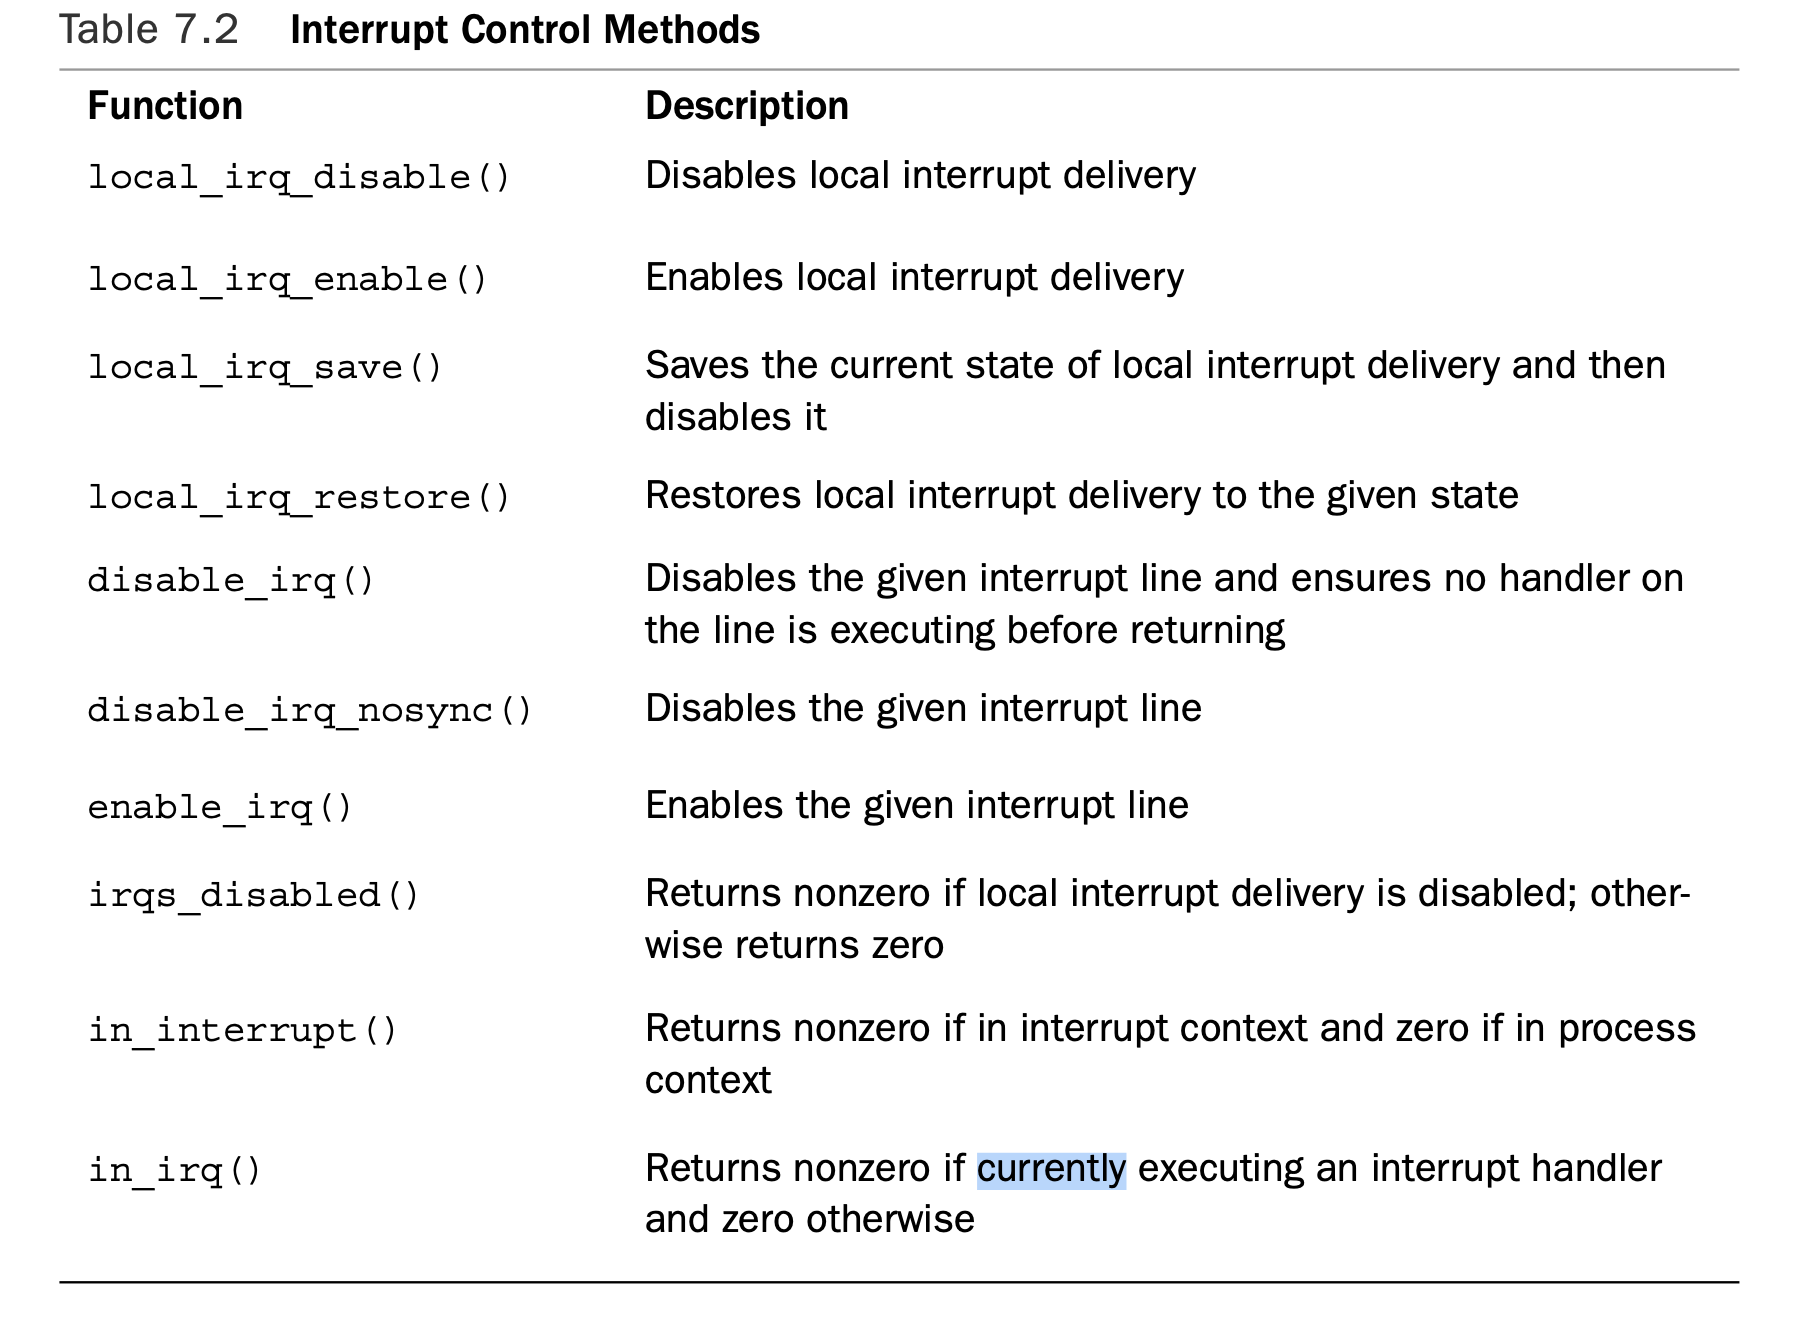 Table 7.2 Interrupt Control Methods
Function Description
local_irq_disable() Disables local interrupt delivery
local_irq_enable() Enables local interrupt delivery
local_irq_save() Saves the current state of local interrupt delivery and then
disables it
local_irq_restore() Restores local interrupt delivery to the given state
disable_irq() Disables the given interrupt line and ensures no handler on
the line is executing before returning
disable_irq_nosync() Disables the given interrupt line
enable_irq() Enables the given interrupt line
irqs_disabled() Returns nonzero if local interrupt delivery is disabled; other-
wise returns zero
in_interrupt() Returns nonzero if in interrupt context and zero if in process
context
in_irq() Returns nonzero if currently executing an interrupt handler
and zero otherwise